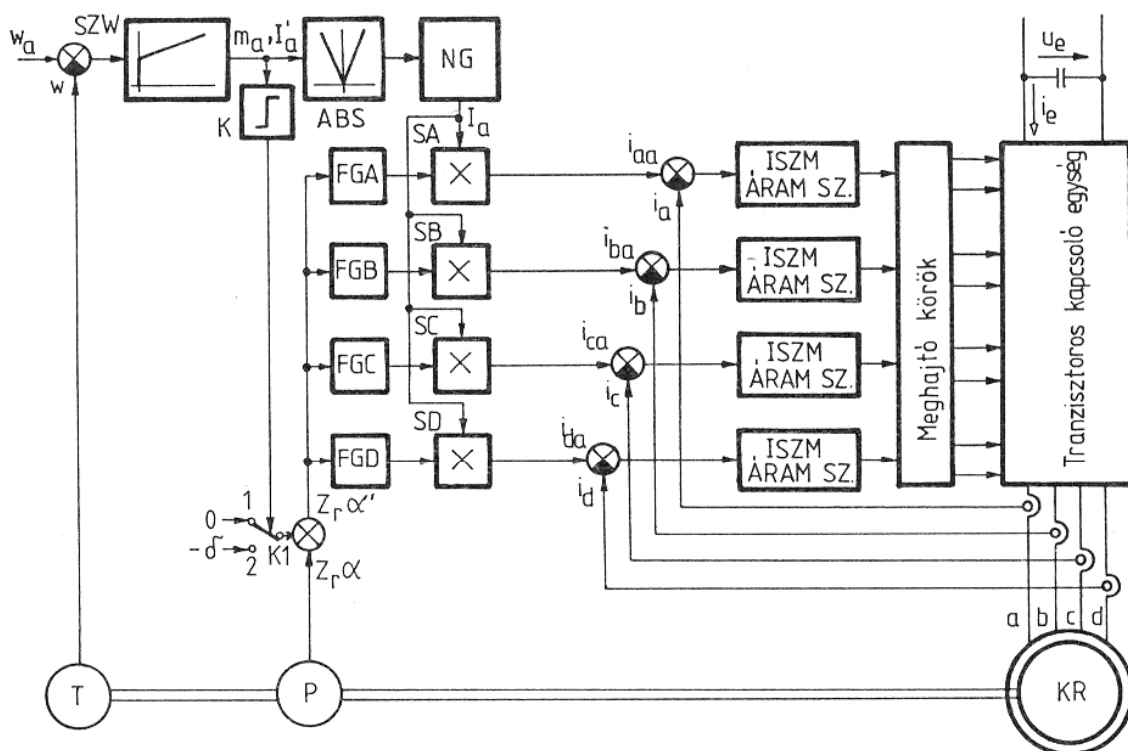 w_a
SZW
w
m_a, I'_a
K
ABS
NG
I_a
u_e
i_e
SA
FGA
×
i_aa
i_a
ISZM
ÁRAM SZ.
SB
FGB
×
i_ba
i_b
ISZM
ÁRAM SZ.
SC
FGC
×
i_ca
i_c
ISZM
ÁRAM SZ.
SD
FGD
×
i_da
i_d
ISZM
ÁRAM SZ.
Meghajtó körök
Tranzisztoros kapcsoló egység
0
1
-δ
2
K1
Z_r α'
Z_r α
a
b
c
d
T
P
KR